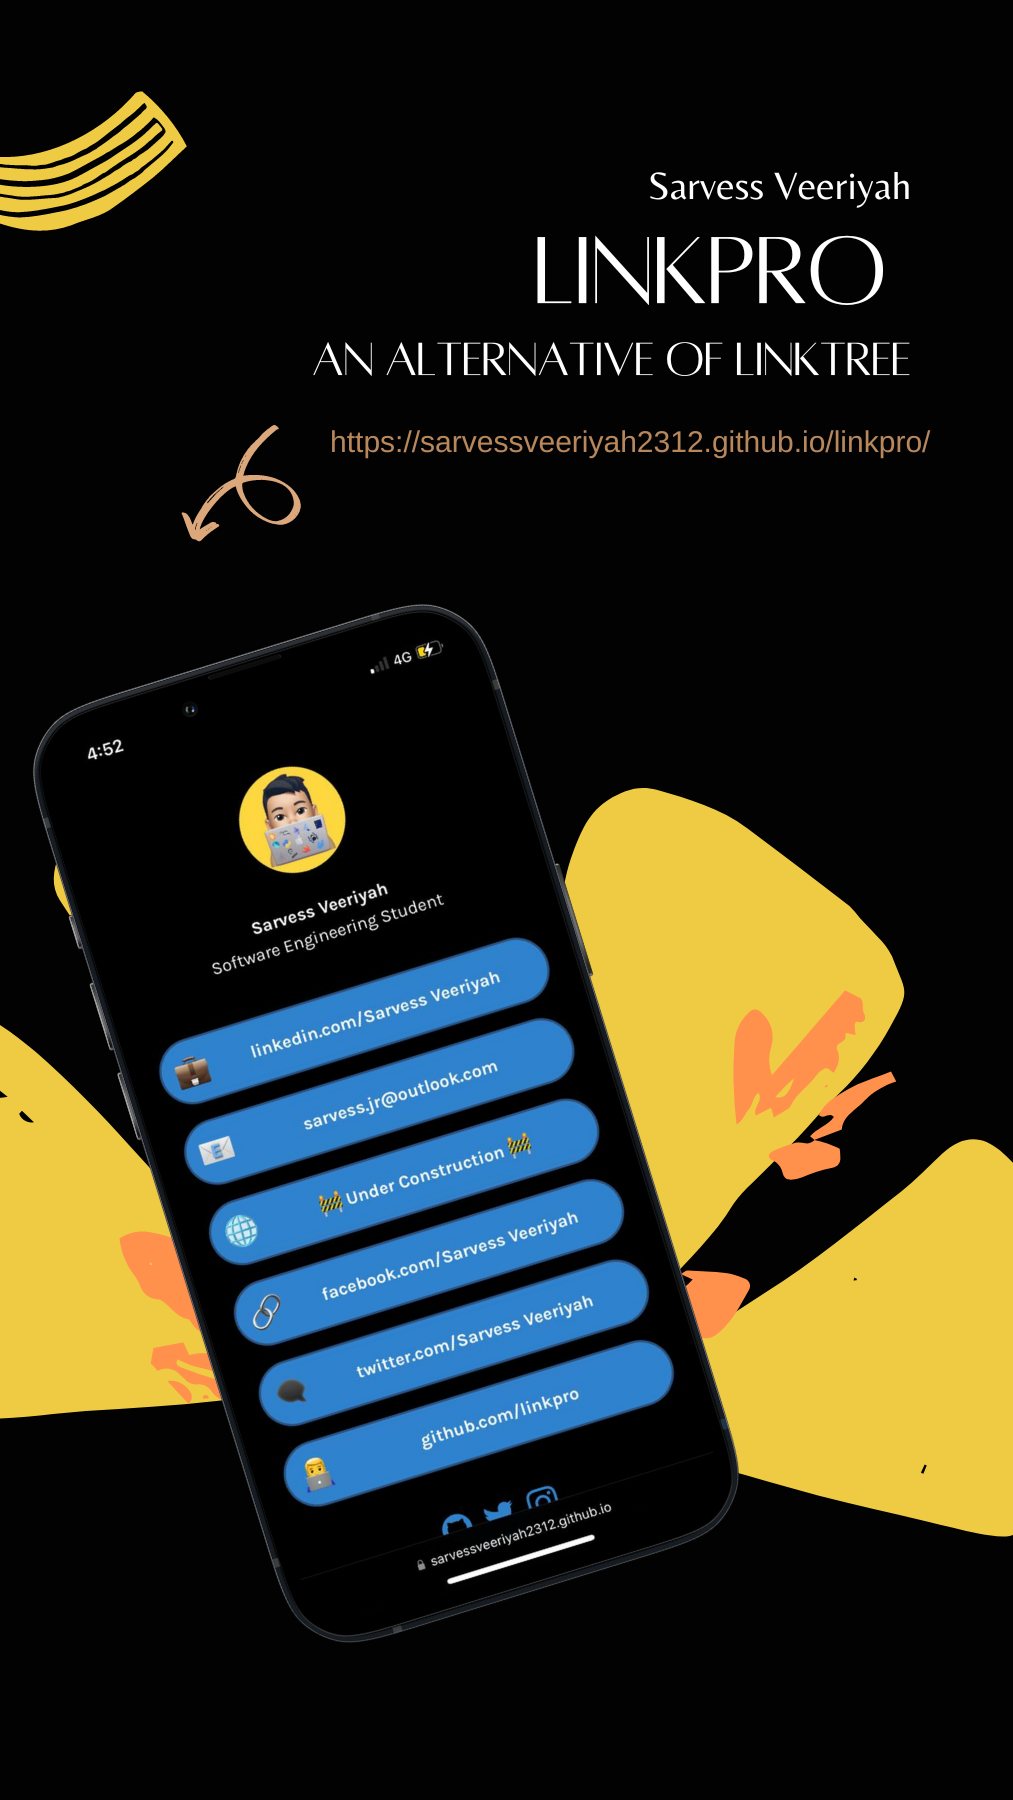 Sarvess Veeriyah
LINKPRO
AN ALTERNATIVE OF LINKTREE
https://sarvessveeriyah2312.github.io/linkpro/
4:52
4G
Sarvess Veeriyah
Software Engineering Student
linkedin.com/Sarvess Veeriyah
sarvess.jr@outlook.com
🚧 Under Construction 🚧
facebook.com/Sarvess Veeriyah
twitter.com/Sarvess Veeriyah
github.com/linkpro
sarvessveeriyah2312.github.io